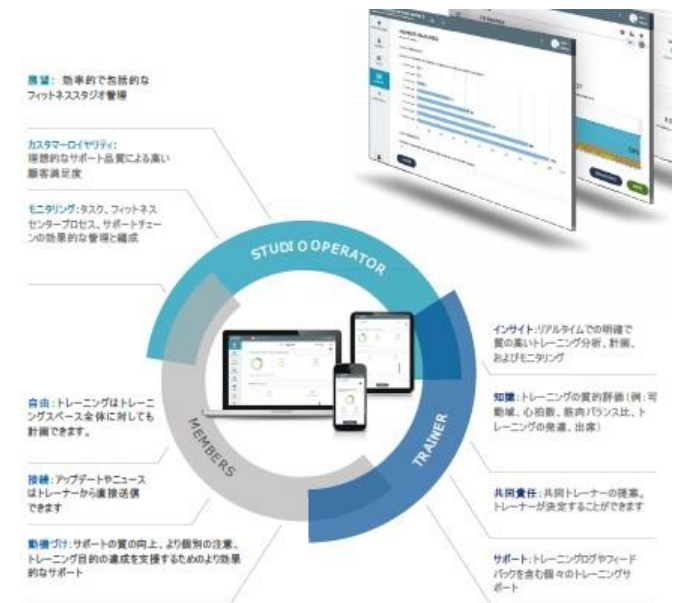 展望： 効率的で包括的な
フィットネススタジオ管理
カスタマーロイヤリティ:
理想的なサポート品質による高い
顧客満足度
モニタリング:タスク、フィットネス
センタープロセス、サポートチェー
ンの効果的な管理と編成
STUDIO OPERATOR
TRAINER
MEMBERS
インサイト:リアルタイムでの明確で
質の高いトレーニング分析、計画、
およびモニタリング
知識:トレーニングの質的評価(例:可
動域、心拍数、筋肉バランス比、ト
レーニングの発達、出席)
共同責任:共同トレーナーの提案。
トレーナーが決定することができます
サポート:トレーニングログやフィード
バックを含む個々のトレーニングサ
ポート
自由:トレーニングはトレーニ
ングスペース全体に対しても
計画できます。
接続:アップデートやニュース
はトレーナーから直接送信
できます
動機づけ:サポートの質の向上、より個別の注意、
トレーニング目的の達成を支援するためのより効果
的なサポート